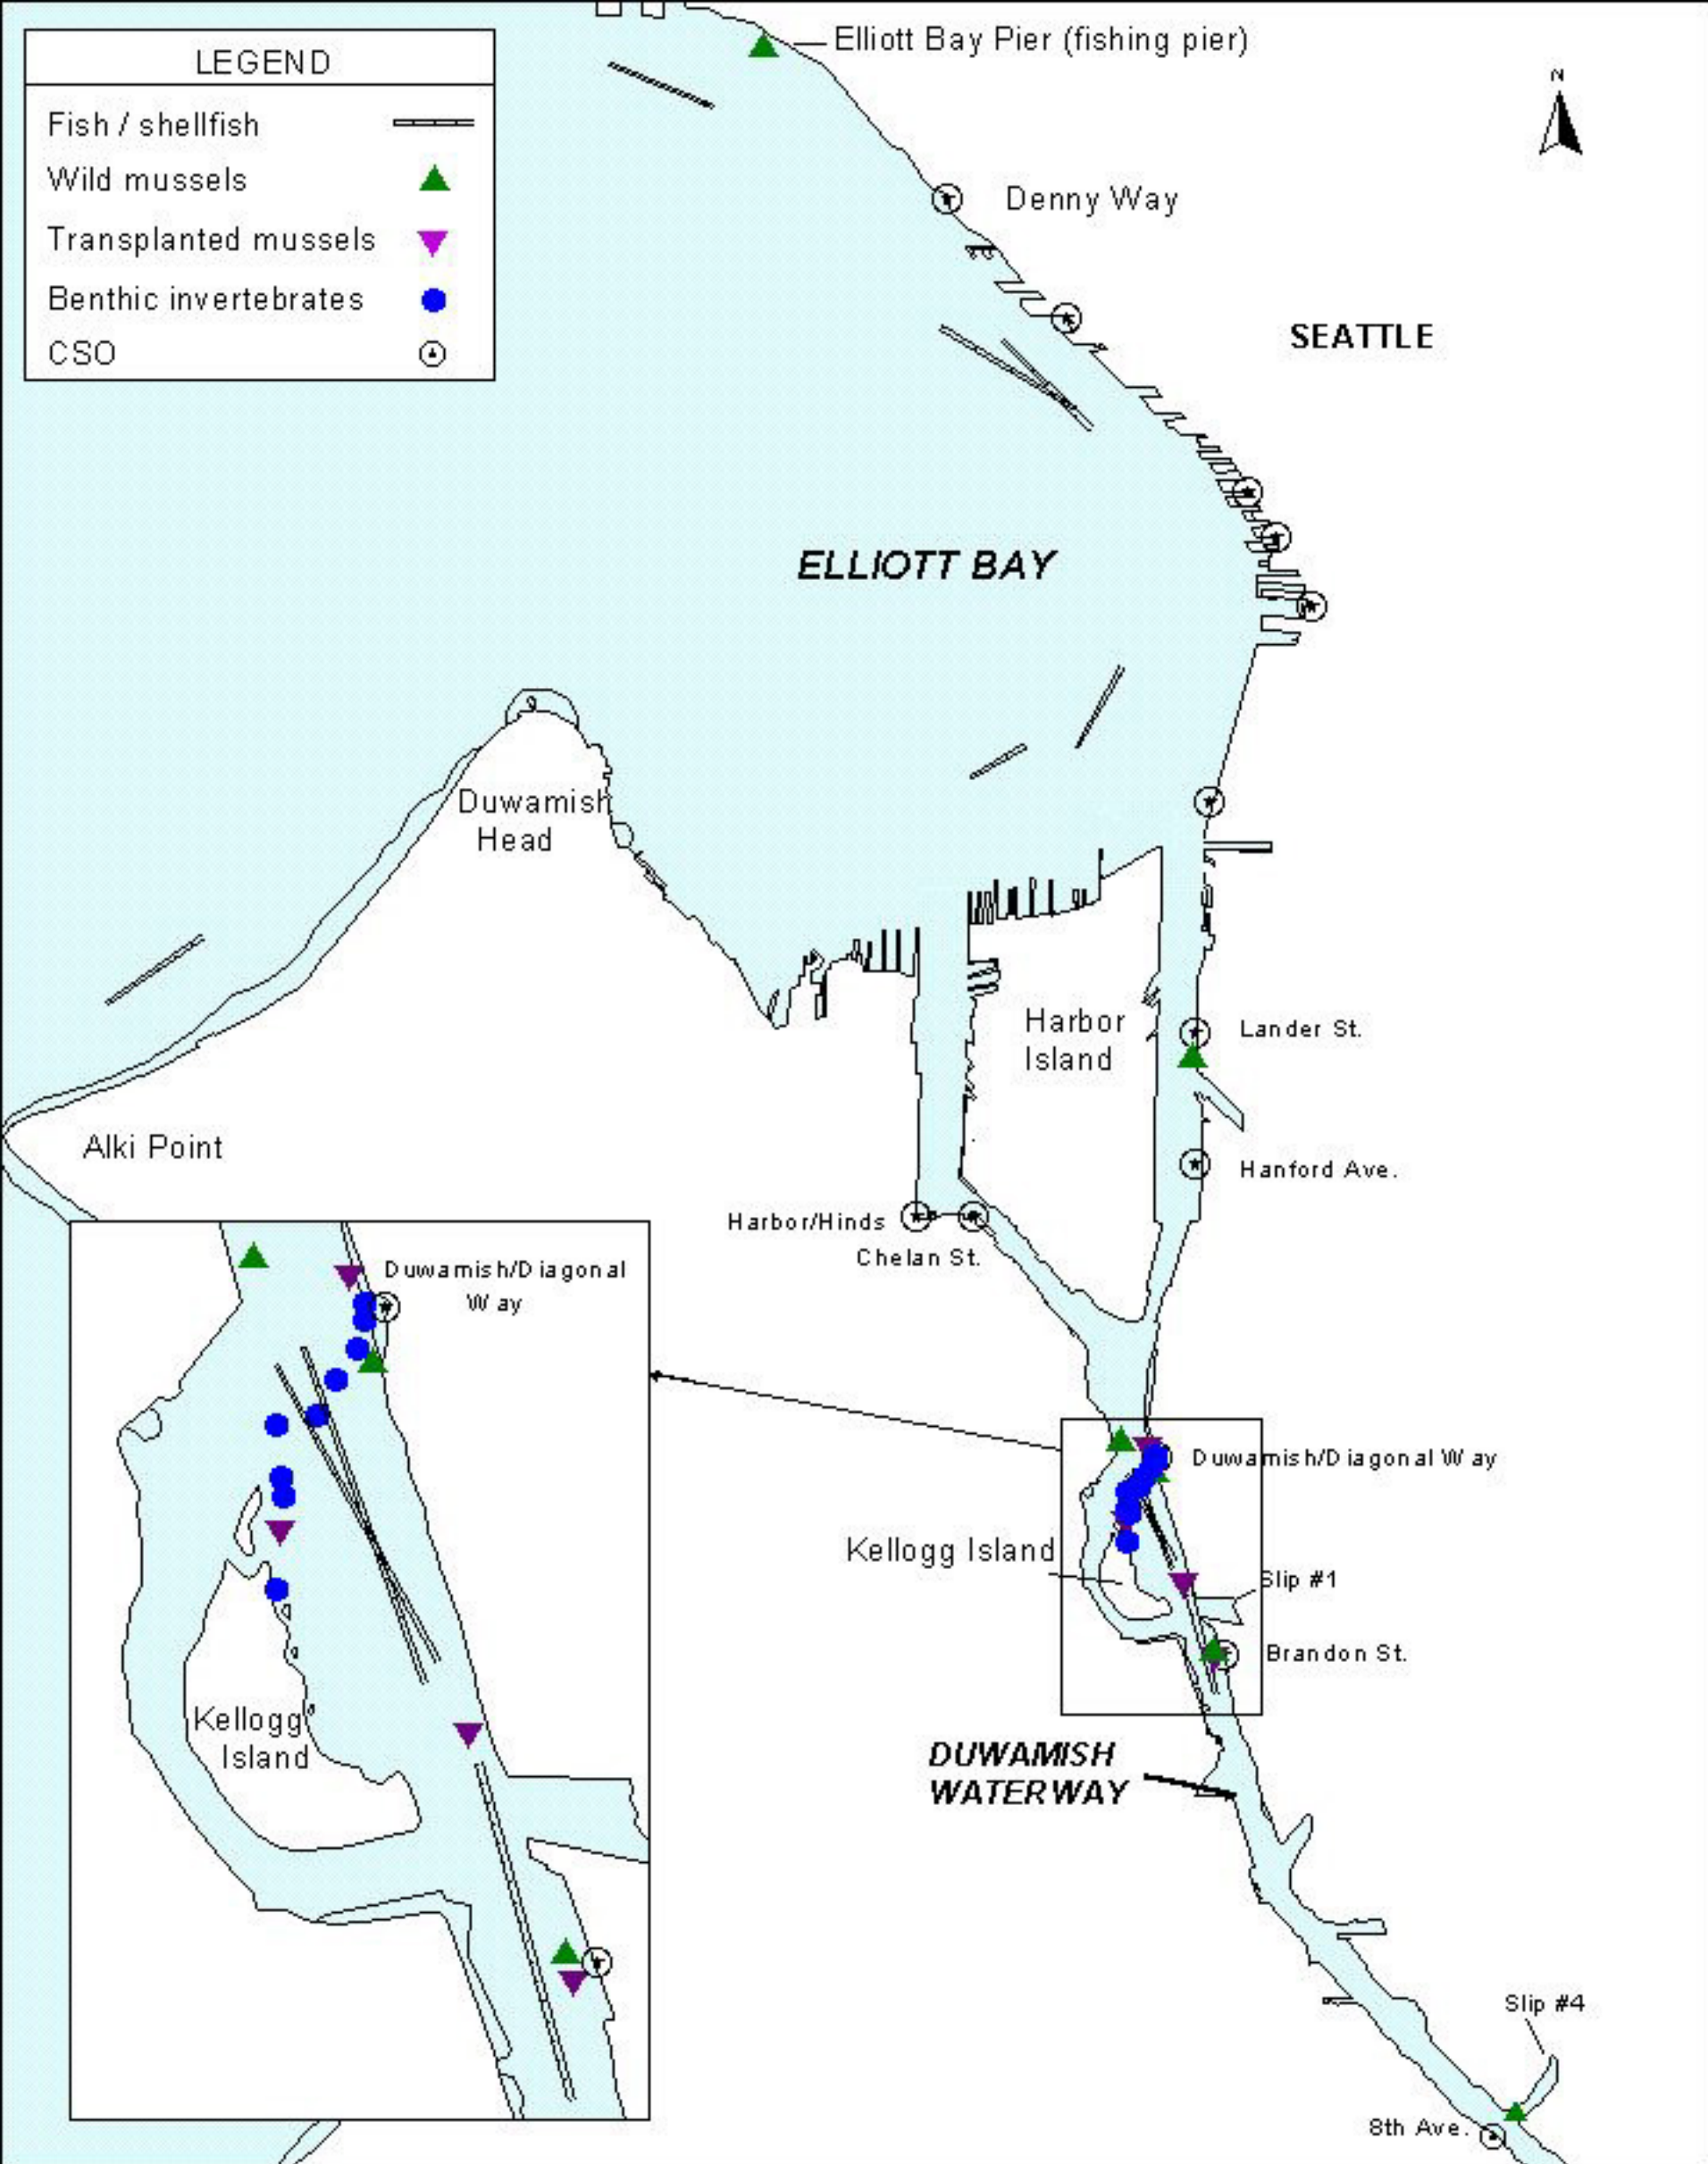 LEGEND
Fish / shellfish
Wild mussels
Transplanted mussels
Benthic invertebrates
CSO
Elliott Bay Pier (fishing pier)
N
Denny Way
SEATTLE
ELLIOTT BAY
Duwamish
Head
Harbor
Island
Lander St.
Alki Point
Hanford Ave.
Harbor/Hinds
Chelan St.
Duwamish/Diagonal
Way
Duwamish/Diagonal Way
Kellogg Island
Slip #1
Brandon St.
Kellogg
Island
DUWAMISH
WATERWAY
Slip #4
8th Ave.